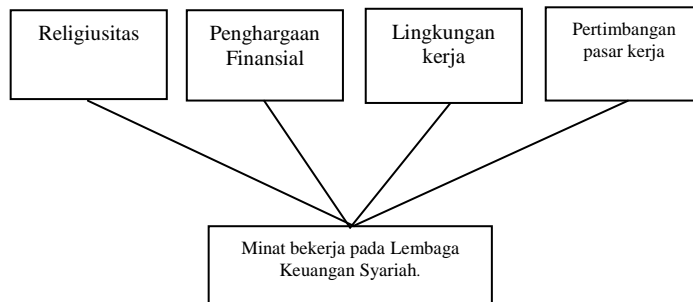 Religiusitas
Penghargaan
Finansial
Lingkungan
kerja
Pertimbangan
pasar kerja
Minat bekerja pada Lembaga
Keuangan Syariah.